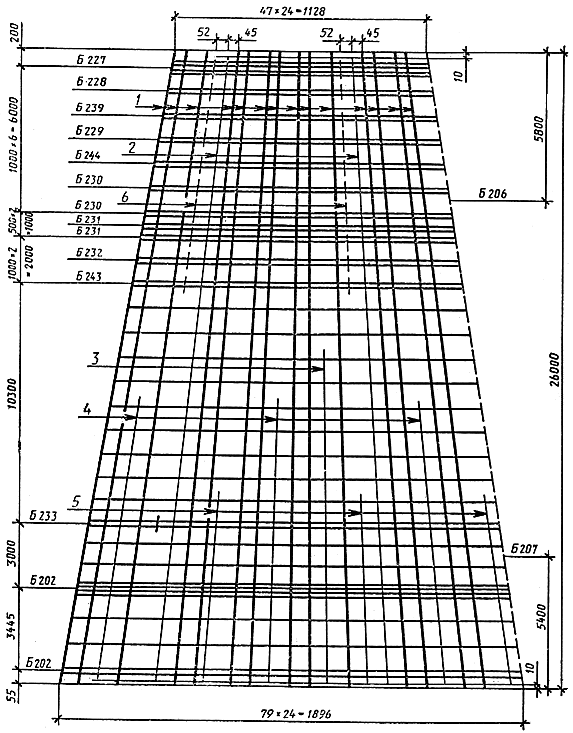 47×24=1128
200
52
45
52
45
10
Б 227
Б·228
1
Б 239
Б 229
1000×6=6000
5800
Б 244
2
Б 230
Б 206
6
Б 230
500×2
=1000
Б 231
Б 231
1000×2
=2000
Б 232
Б 243
3
26000
4
10300
5
Б 233
Б 207
3000
Б 202
5400
3445
Б 202
10
55
79×24=1896